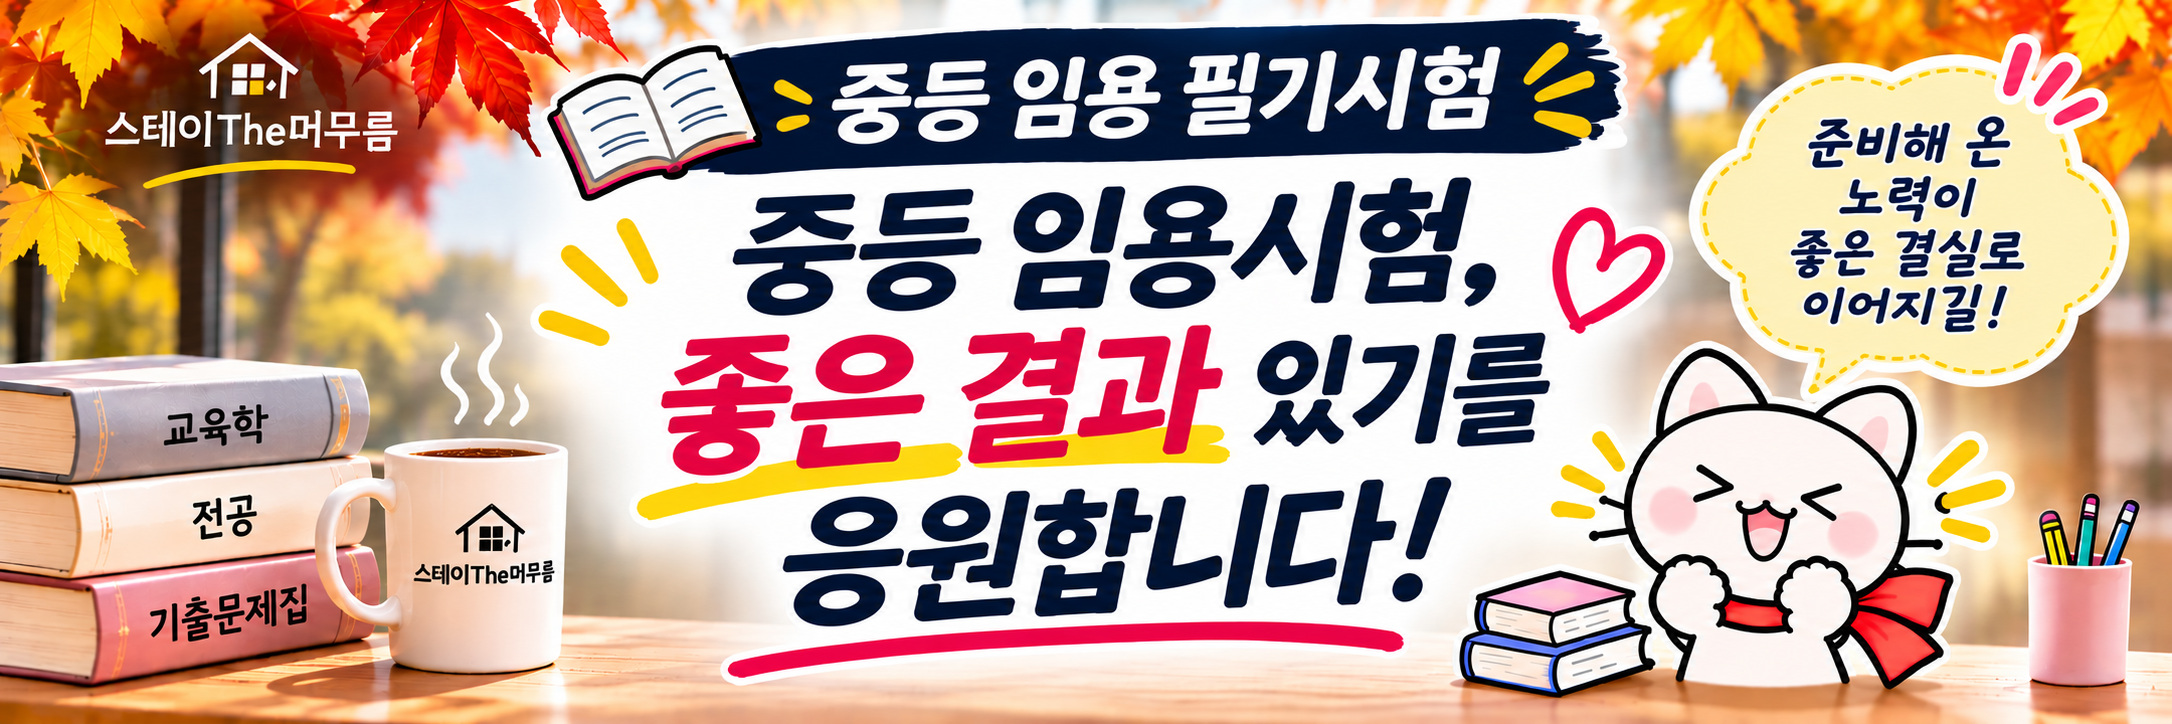 스테이The머무름
중등 임용 필기시험
중등 임용시험,
좋은 결과 있기를
응원합니다!
준비해 온
노력이
좋은 결실로
이어지길!
교육학
전공
기출문제집
스테이The머무름